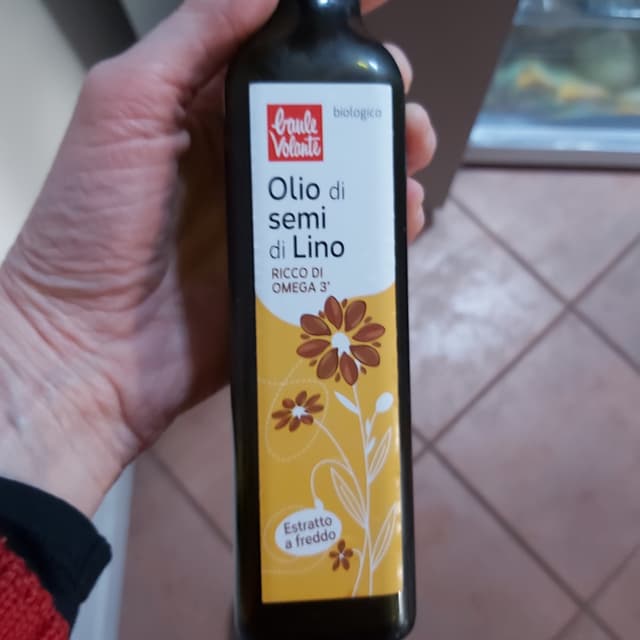 baule
volante
biologico
Olio di
semi
di Lino
RICCO DI
OMEGA 3*
Estratto
a freddo